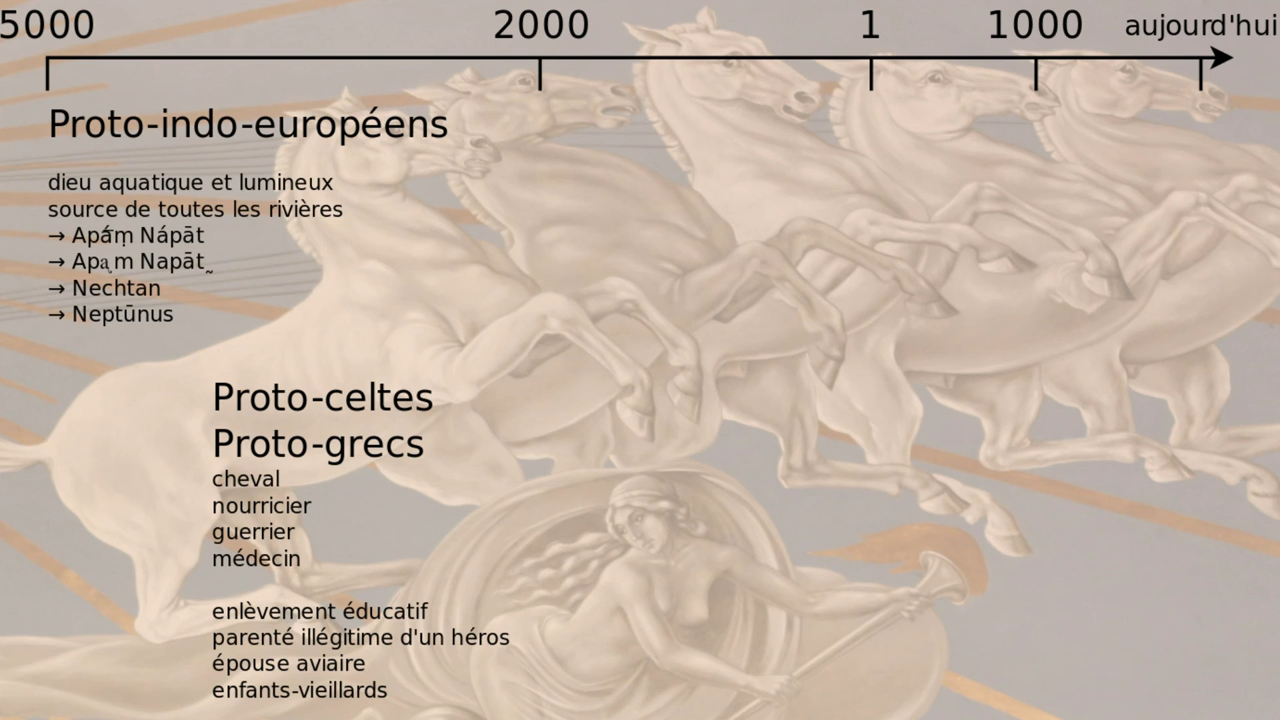 5000 2000 1 1000 aujourd'hui
Proto-indo-européens
dieu aquatique et lumineux
source de toutes les rivières
→ Apā́ṃ Nápāt
→ Apąm Napāt̰
→ Nechtan
→ Neptūnus
Proto-celtes
Proto-grecs
cheval
nourricier
guerrier
médecin
enlèvement éducatif
parenté illégitime d'un héros
épouse aviaire
enfants-vieillards